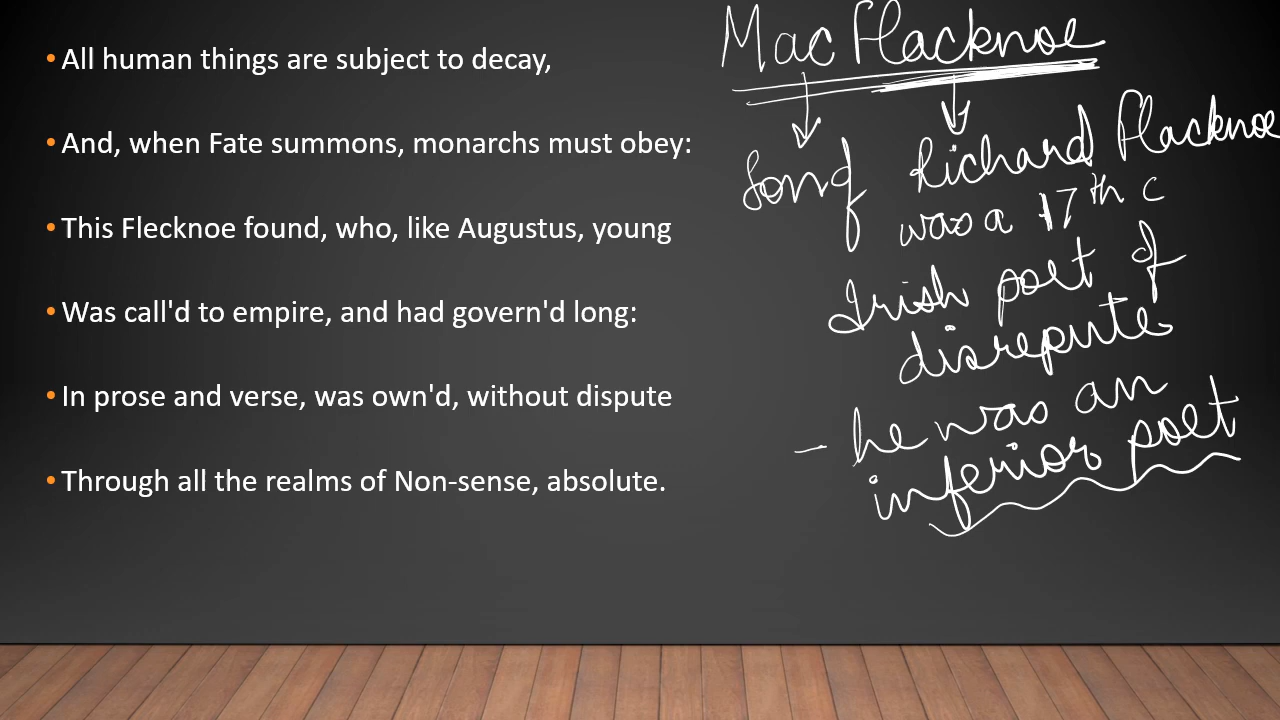 All human things are subject to decay,
And, when Fate summons, monarchs must obey:
This Flecknoe found, who, like Augustus, young
Was call'd to empire, and had govern'd long:
In prose and verse, was own'd, without dispute
Through all the realms of Non-sense, absolute.
Mac Flacknoe
Son of Richard Flacknoe
was a 17th c
Irish poet of
disrepute
- he was an
inferior poet